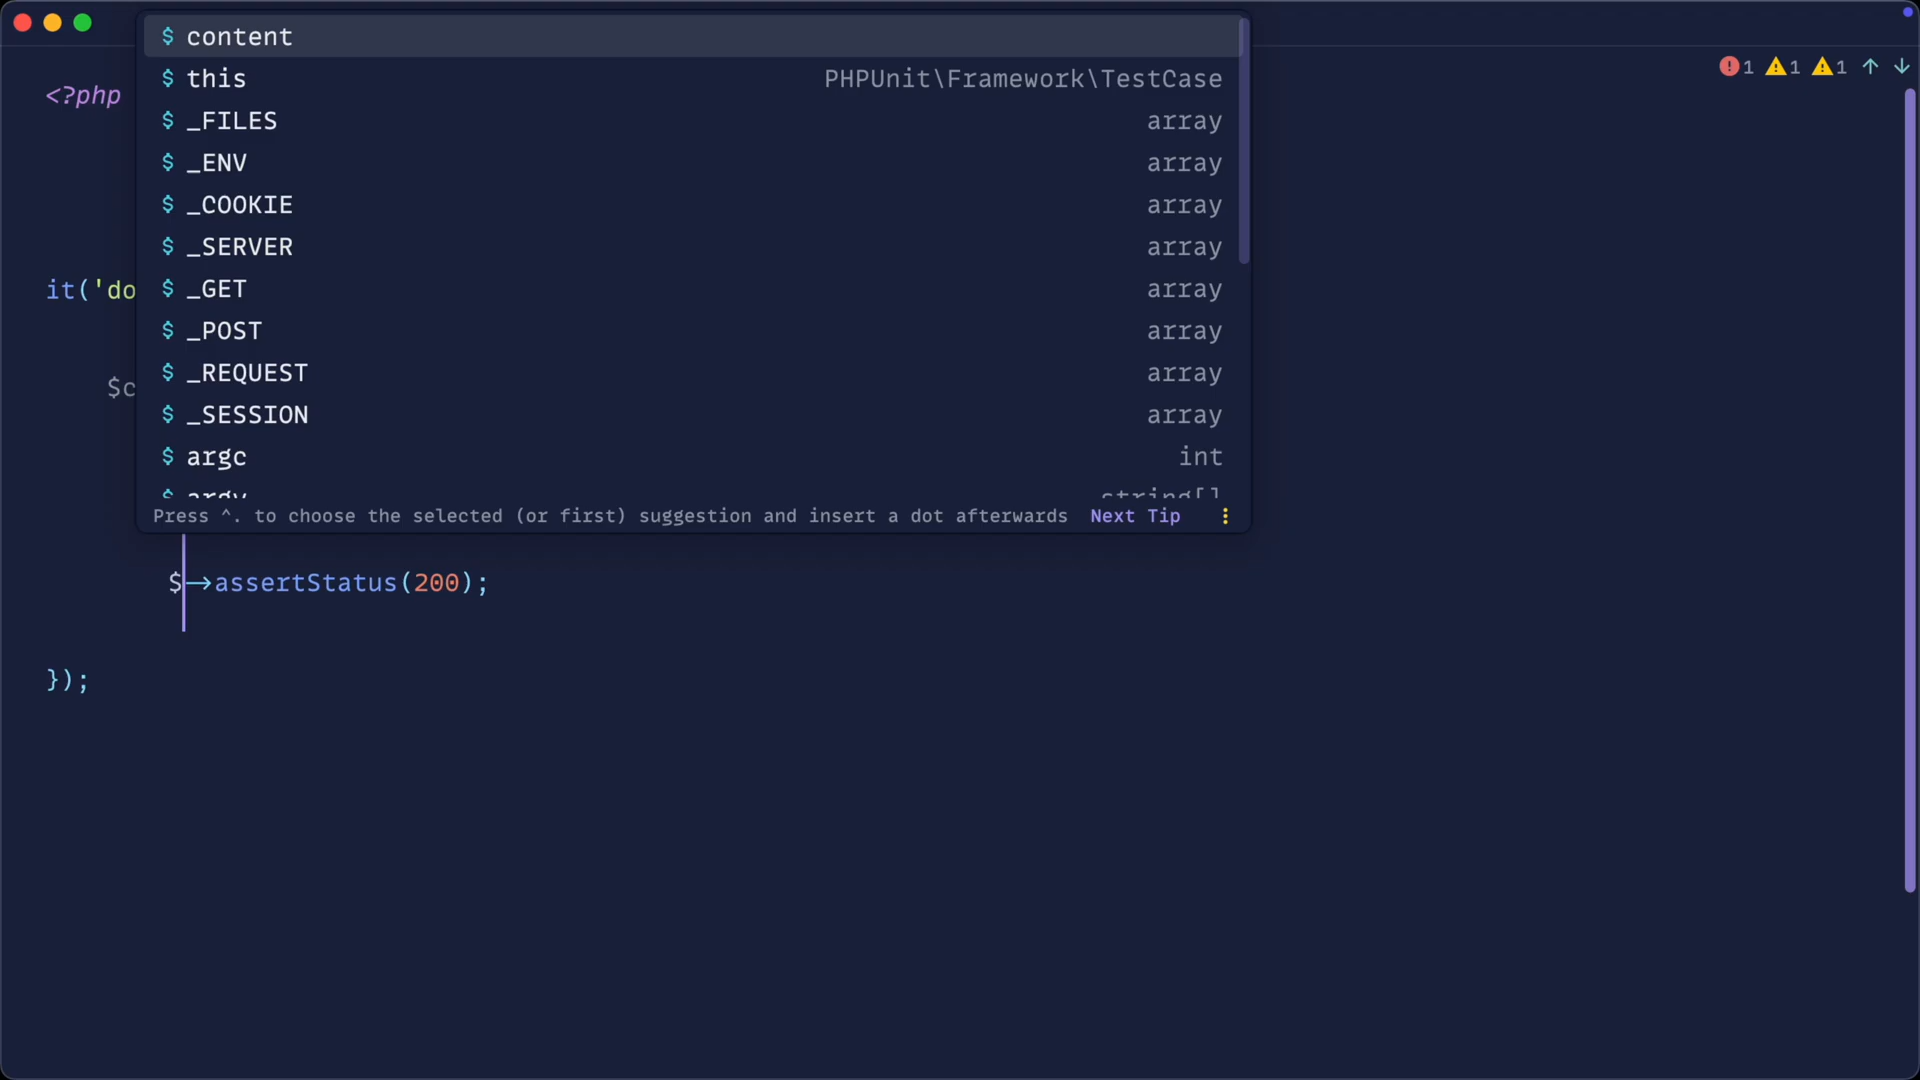 $ content
$ this PHPUnit\Framework\TestCase
<?php
$ _FILES array
$ _ENV array
$ _COOKIE array
$ _SERVER array
$ _GET array
it('do
$ _POST array
$ _REQUEST array
$c
$ _SESSION array
$ argc int
$ argv string[]
Press ^. to choose the selected (or first) suggestion and insert a dot afterwards Next Tip
$->assertStatus(200);
});
1 1 1